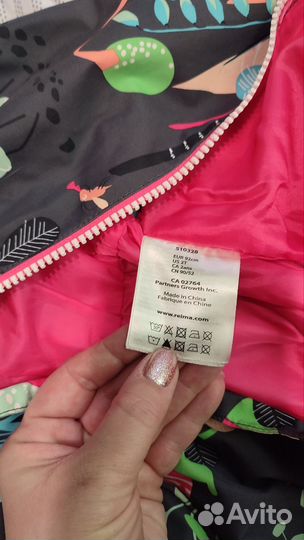 510328
EUR 92cm
US 2T
CA 2ans
CN 90/52
CA 02764
Partners Growth Inc.
Made in China
Fabrique en Chine
www.reima.com
Avito